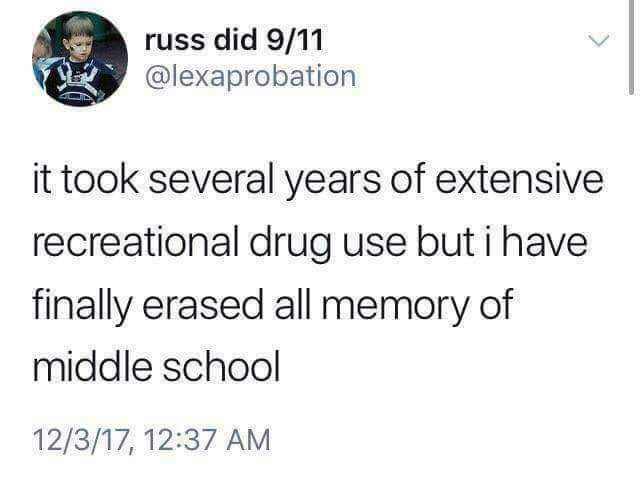 russ did 9/11
@lexaprobation
it took several years of extensive
recreational drug use but i have
finally erased all memory of
middle school
12/3/17, 12:37 AM